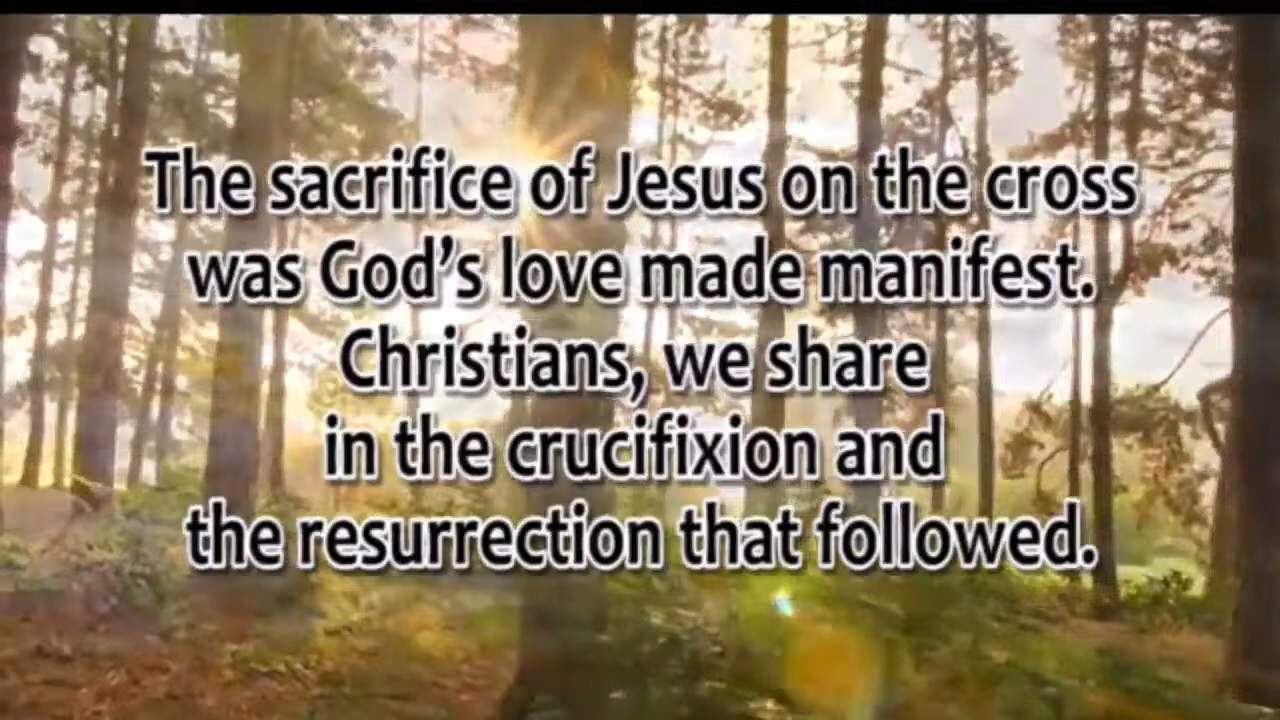 The sacrifice of Jesus on the cross
was God’s love made manifest.
Christians, we share
in the crucifixion and
the resurrection that followed.